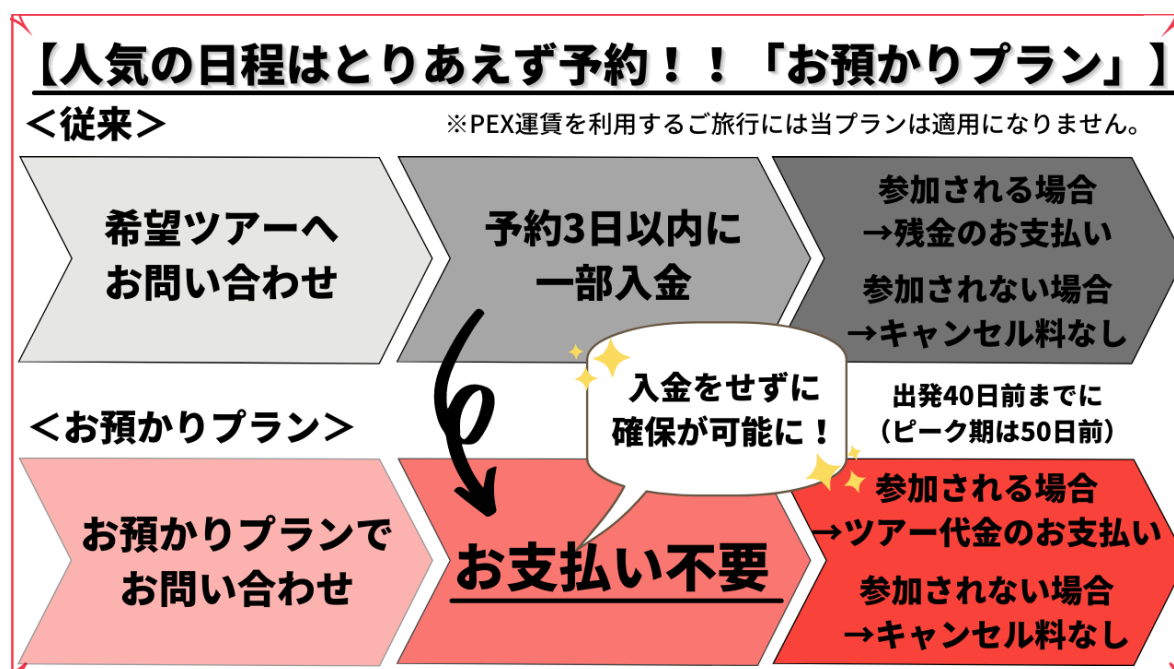 【人気の日程はとりあえず予約！！「お預かりプラン」】
＜従来＞
※PEX運賃を利用するご旅行には当プランは適用になりません。
希望ツアーへ
お問い合わせ
予約3日以内に
一部入金
参加される場合
→残金のお支払い
参加されない場合
→キャンセル料なし
入金をせずに
確保が可能に！
出発40日前までに
（ピーク期は50日前）
＜お預かりプラン＞
お預かりプランで
お問い合わせ
お支払い不要
参加される場合
→ツアー代金のお支払い
参加されない場合
→キャンセル料なし